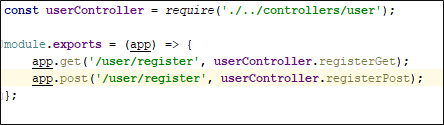 const userController = require('./../controllers/user');
module.exports = (app) => {
app.get('/user/register', userController.registerGet);
app.post('/user/register', userController.registerPost);
};